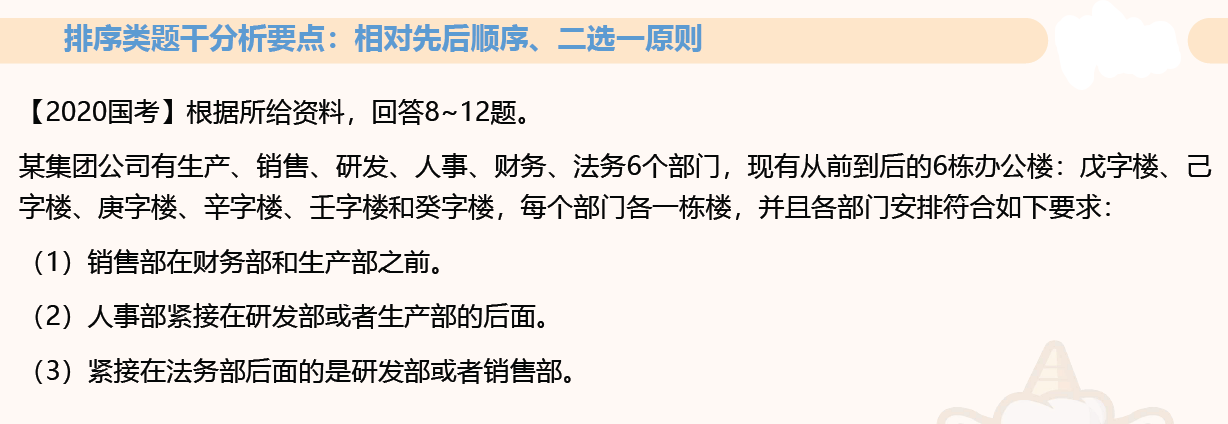 排序类题干分析要点：相对先后顺序、二选一原则
【2020国考】根据所给资料，回答8~12题。
某集团公司有生产、销售、研发、人事、财务、法务6个部门，现有从前到后的6栋办公楼：戊字楼、己
字楼、庚字楼、辛字楼、壬字楼和癸字楼，每个部门各一栋楼，并且各部门安排符合如下要求：
（1）销售部在财务部和生产部之前。
（2）人事部紧接在研发部或者生产部的后面。
（3）紧接在法务部后面的是研发部或者销售部。